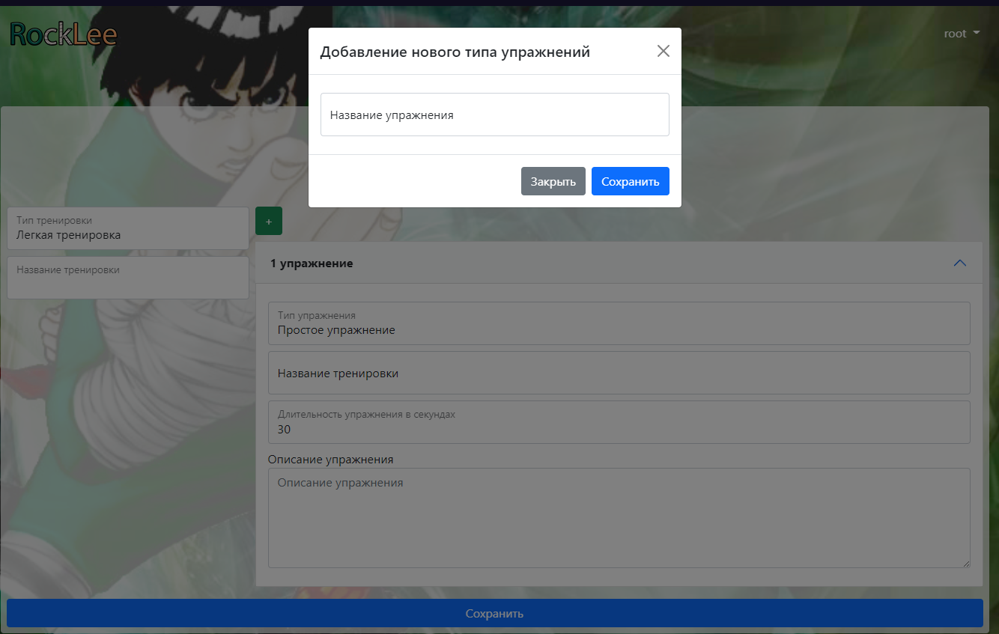 RockLee
root
Добавление нового типа упражнений
Название упражнения
Закрыть
Сохранить
Тип тренировки
Легкая тренировка
Название тренировки
+
1 упражнение
Тип упражнения
Простое упражнение
Название тренировки
Длительность упражнения в секундах
30
Описание упражнения
Описание упражнения
Сохранить